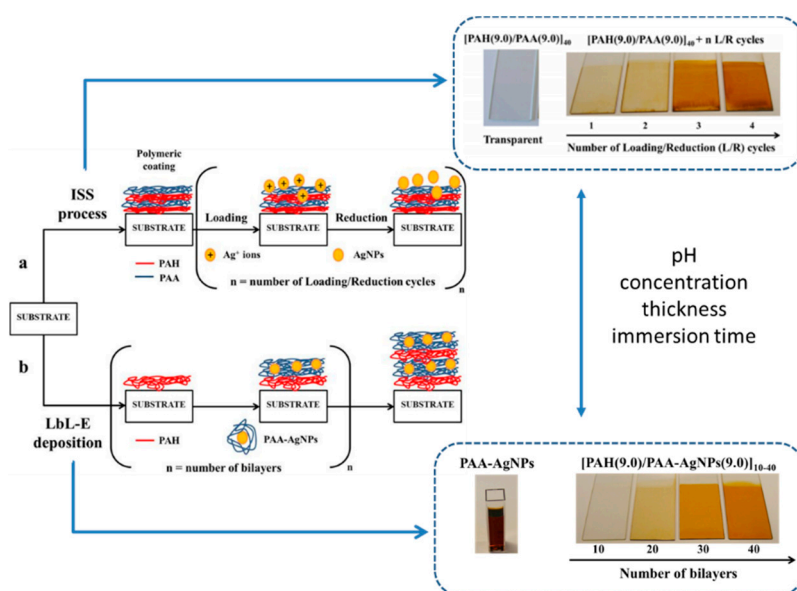 [PAH(9.0)/PAA(9.0)]40
[PAH(9.0)/PAA(9.0)]40 + n L/R cycles
Transparent
1 2 3 4
Number of Loading/Reduction (L/R) cycles
Polymeric
coating
ISS
process
Loading
Reduction
SUBSTRATE
SUBSTRATE
SUBSTRATE
a
PAH
PAA
+ Ag+ ions
AgNPs
n = number of Loading/Reduction cycles
n
SUBSTRATE
pH
concentration
thickness
immersion time
b
SUBSTRATE
SUBSTRATE
SUBSTRATE
LbL-E
deposition
PAH
PAA-AgNPs
n = number of bilayers
n
PAA-AgNPs
[PAH(9.0)/PAA-AgNPs(9.0)]10-40
10 20 30 40
Number of bilayers